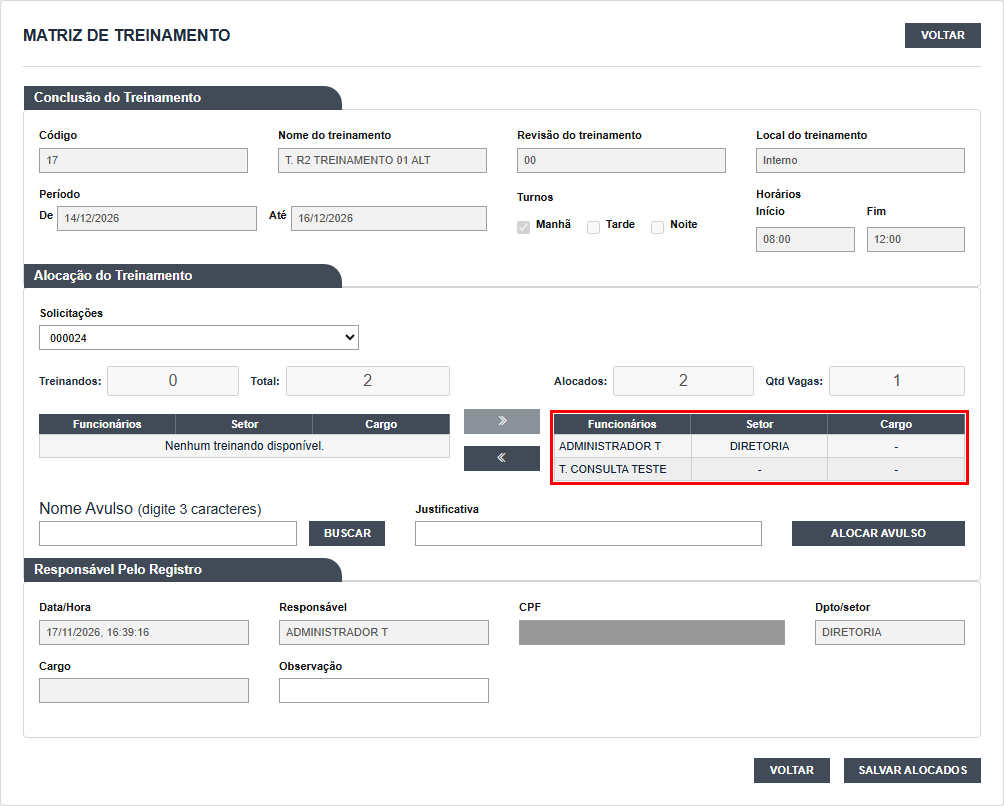 MATRIZ DE TREINAMENTO VOLTAR
Conclusão do Treinamento
Código Nome do treinamento Revisão do treinamento Local do treinamento
17 T. R2 TREINAMENTO 01 ALT 00 Interno
Período Turnos Horários
De 14/12/2026 Até 16/12/2026 Manhã Tarde Noite Início Fim
08:00 12:00
Alocação do Treinamento
Solicitações
000024
Treinandos: 0 Total: 2 Alocados: 2 Qtd Vagas: 1
Funcionários Setor Cargo » Funcionários Setor Cargo
Nenhum treinando disponível. ADMINISTRADOR T DIRETORIA -
« T. CONSULTA TESTE - -
Nome Avulso (digite 3 caracteres) Justificativa
BUSCAR ALOCAR AVULSO
Responsável Pelo Registro
Data/Hora Responsável CPF Dpto/setor
17/11/2026, 16:39:16 ADMINISTRADOR T DIRETORIA
Cargo Observação
VOLTAR SALVAR ALOCADOS